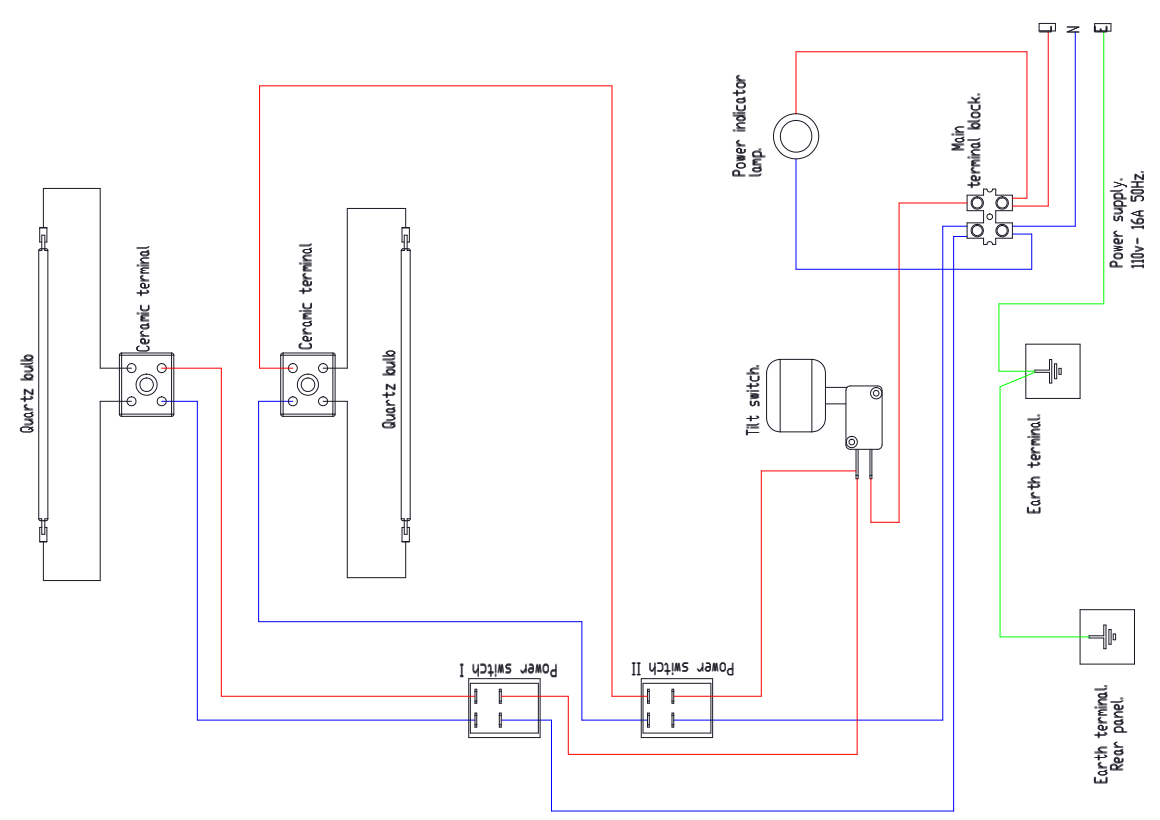 L
N
E
Power indicator
lamp.
Main
terminal block.
Power supply.
110v- 16A 50Hz.
Ceramic terminal
Ceramic terminal
Quartz bulb
Quartz bulb
Tilt switch.
Earth terminal.
Power switch I
Power switch II
Earth terminal.
Rear panel.